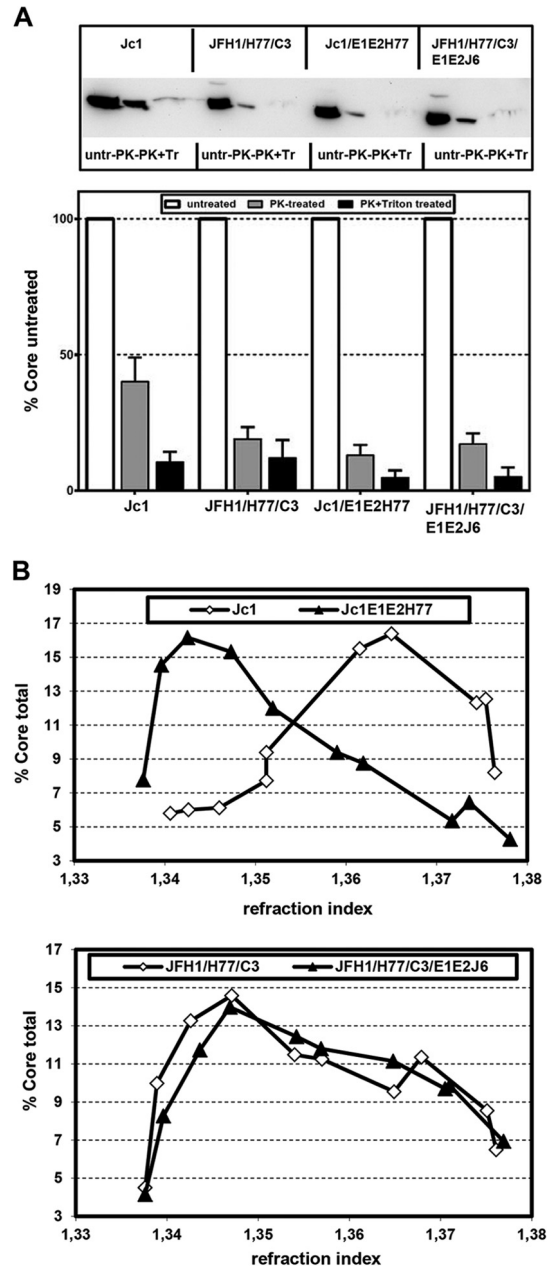 A
Jc1 JFH1/H77/C3 Jc1/E1E2H77 JFH1/H77/C3/
E1E2J6
untr-PK-PK+Tr untr-PK-PK+Tr untr-PK-PK+Tr untr-PK-PK+Tr
untreated PK-treated PK+Triton treated
% Core untreated
100
50
0
Jc1 JFH1/H77/C3 Jc1/E1E2H77 JFH1/H77/C3/
E1E2J6
B
Jc1 Jc1E1E2H77
% Core total
19
17
15
13
11
9
7
5
3
1,33 1,34 1,35 1,36 1,37 1,38
refraction index
JFH1/H77/C3 JFH1/H77/C3/E1E2J6
% Core total
17
15
13
11
9
7
5
3
1,33 1,34 1,35 1,36 1,37 1,38
refraction index